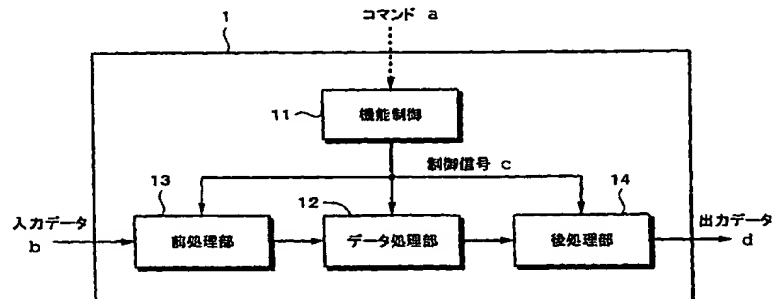 コマンド a
1
11
機能制御
制御信号 c
13
12
14
入力データ
b
前処理部
データ処理部
後処理部
出力データ
d